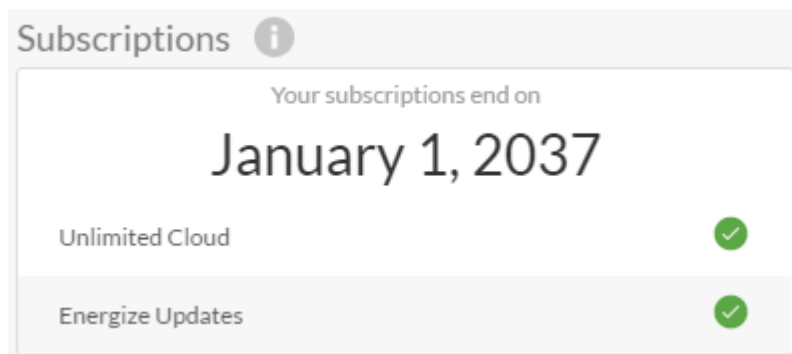 Subscriptions
Your subscriptions end on
January 1, 2037
Unlimited Cloud
Energize Updates